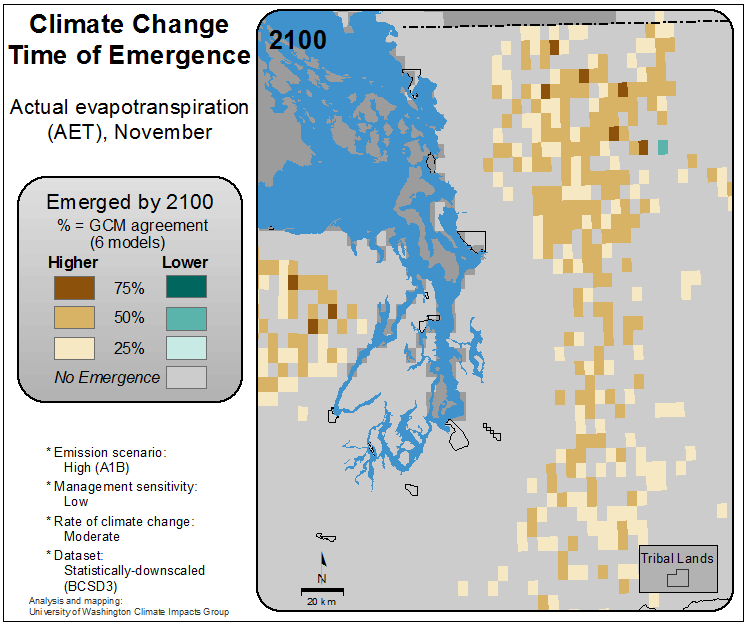 Climate Change
Time of Emergence
Actual evapotranspiration
(AET), November
Emerged by 2100
% = GCM agreement
(6 models)
Higher Lower
75%
50%
25%
No Emergence
* Emission scenario:
High (A1B)
* Management sensitivity:
Low
* Rate of climate change:
Moderate
* Dataset:
Statistically-downscaled
(BCSD3)
Analysis and mapping:
University of Washington Climate Impacts Group
2100
N
20 km
Tribal Lands